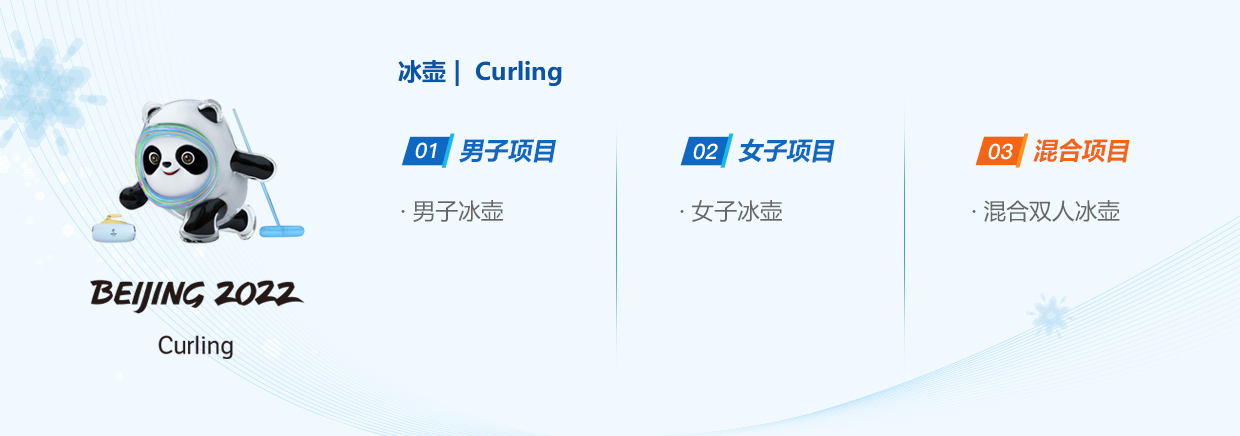 冰壶 | Curling
01 男子项目
· 男子冰壶
02 女子项目
· 女子冰壶
03 混合项目
· 混合双人冰壶
BEIJING 2022
Curling